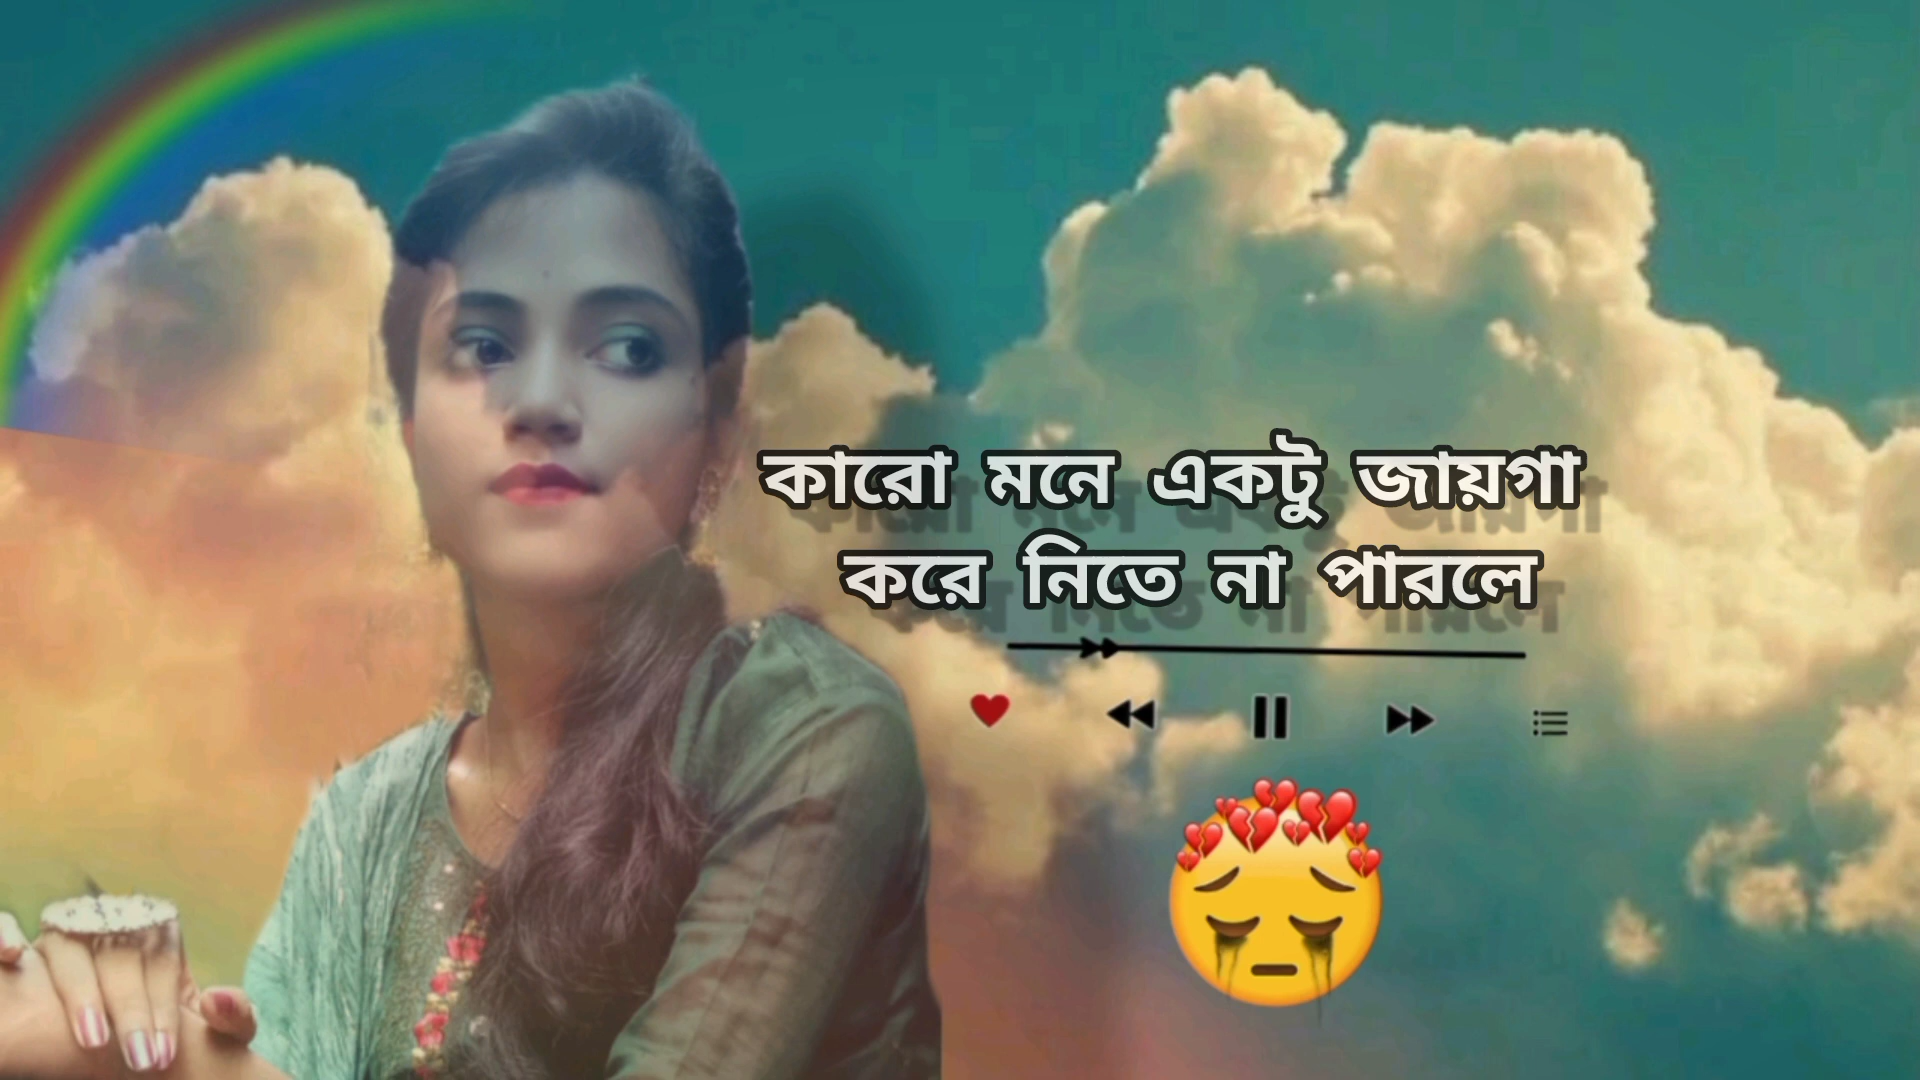 কারো মনে একটু জায়গা
করে নিতে না পারলে